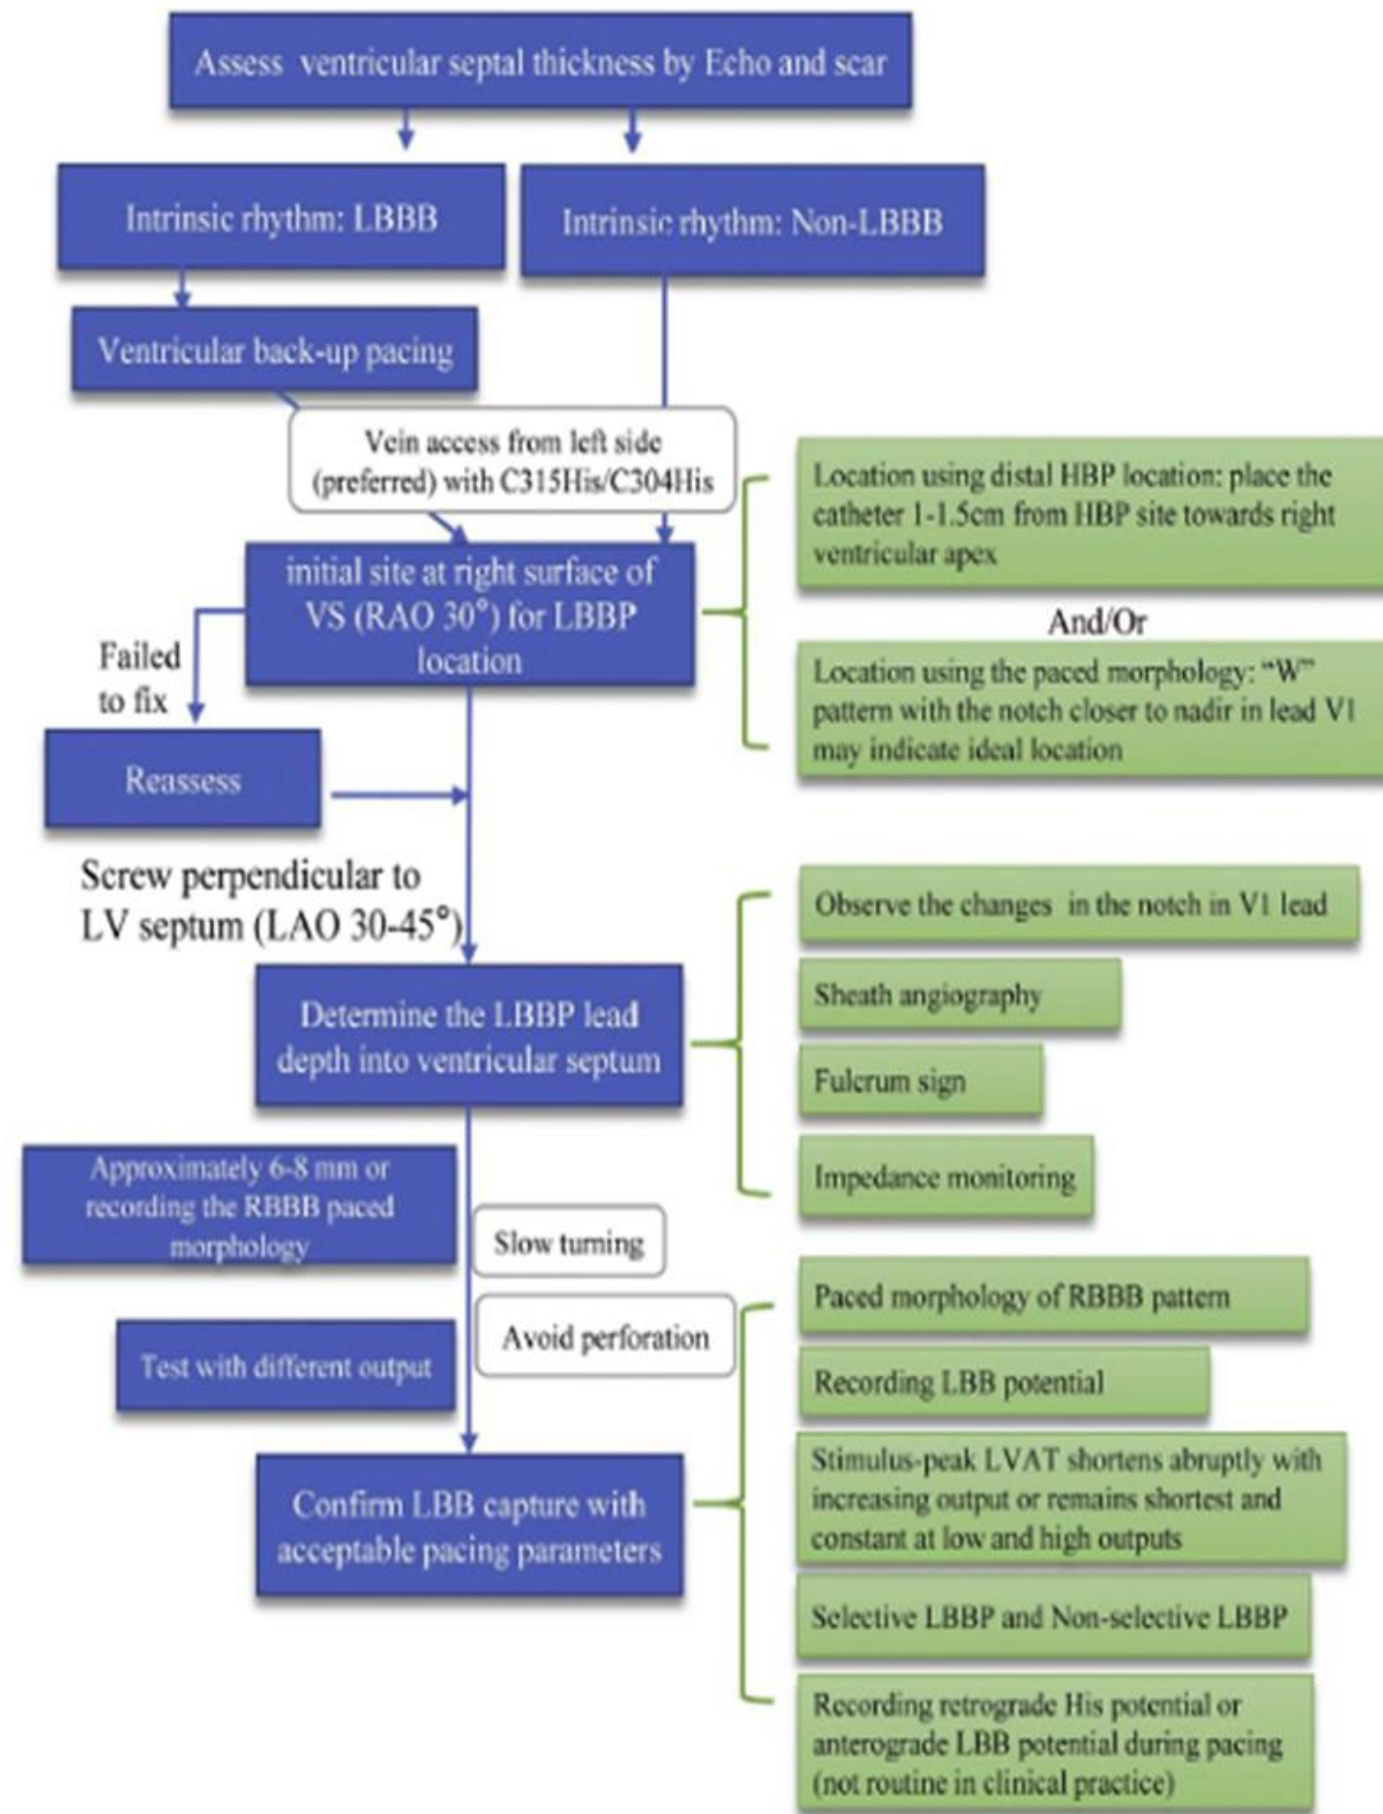 Assess ventricular septal thickness by Echo and scar
Intrinsic rhythm: LBBB
Intrinsic rhythm: Non-LBBB
Ventricular back-up pacing
Vein access from left side
(preferred) with C315His/C304His
initial site at right surface of
VS (RAO 30°) for LBBP
location
Location using distal HBP location: place the
catheter 1-1.5cm from HBP site towards right
ventricular apex
And/Or
Location using the paced morphology: “W”
pattern with the notch closer to nadir in lead V1
may indicate ideal location
Failed
to fix
Reassess
Screw perpendicular to
LV septum (LAO 30-45°)
Determine the LBBP lead
depth into ventricular septum
Observe the changes in the notch in V1 lead
Sheath angiography
Fulcrum sign
Impedance monitoring
Approximately 6-8 mm or
recording the RBBB paced
morphology
Slow turning
Avoid perforation
Test with different output
Confirm LBB capture with
acceptable pacing parameters
Paced morphology of RBBB pattern
Recording LBB potential
Stimulus-peak LVAT shortens abruptly with
increasing output or remains shortest and
constant at low and high outputs
Selective LBBP and Non-selective LBBP
Recording retrograde His potential or
anterograde LBB potential during pacing
(not routine in clinical practice)